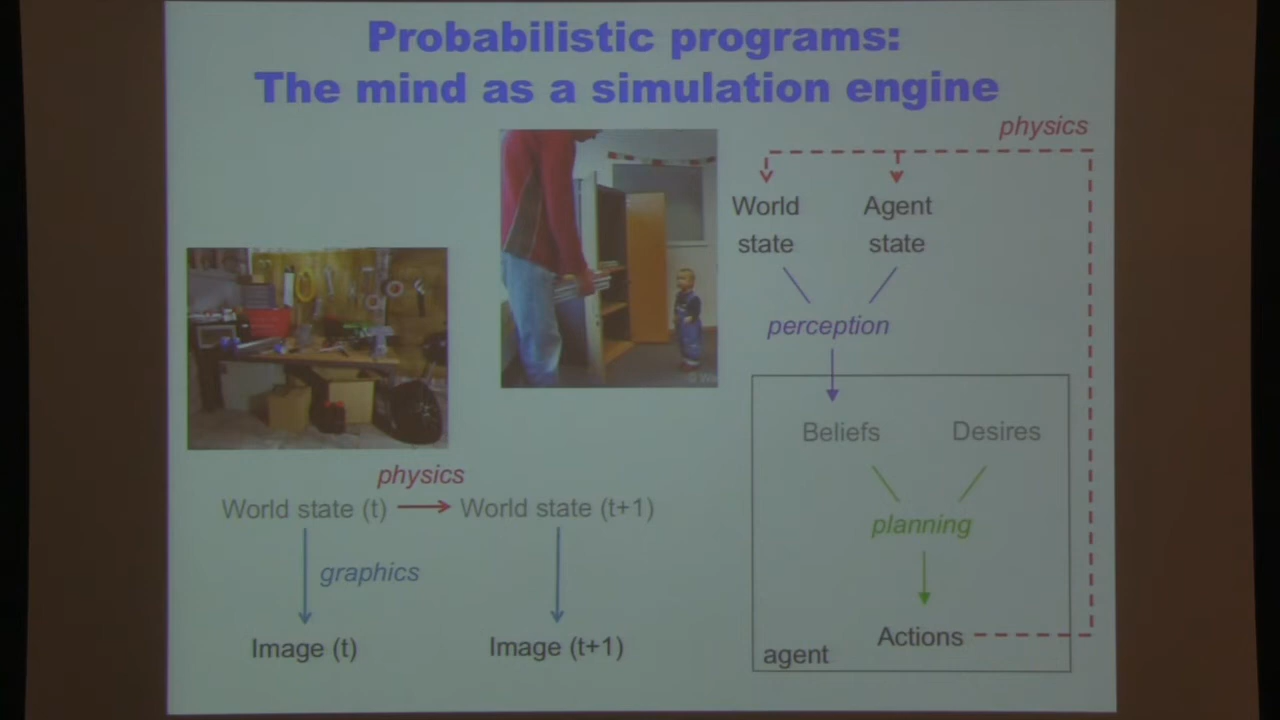 Probabilistic programs:
The mind as a simulation engine
physics
World state
Agent state
perception
Beliefs
Desires
planning
Actions
agent
physics
World state (t)
World state (t+1)
graphics
Image (t)
Image (t+1)